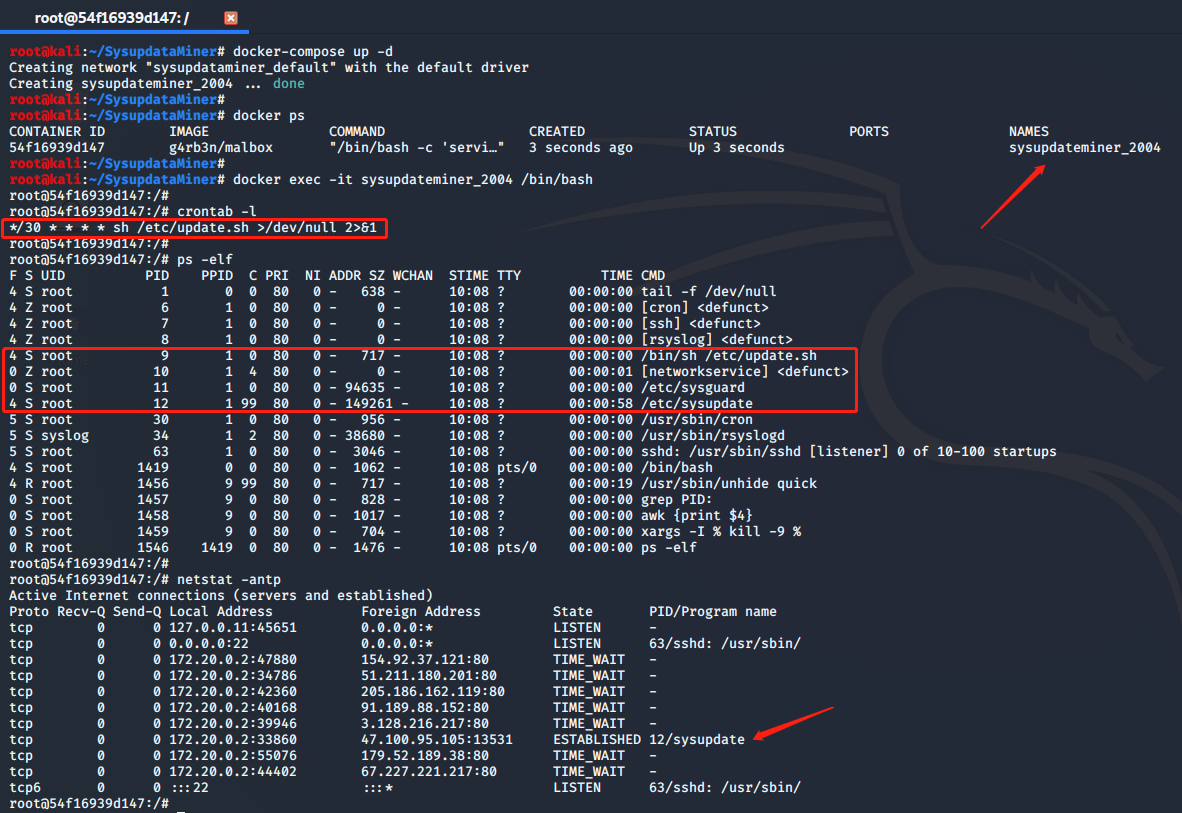 root@54f16939d147: /
root@kali:~/SysupdataMiner# docker-compose up -d
Creating network "sysupdataminer_default" with the default driver
Creating sysupdateminer_2004 ... done
root@kali:~/SysupdataMiner#
root@kali:~/SysupdataMiner# docker ps
CONTAINER ID IMAGE COMMAND CREATED STATUS PORTS NAMES
54f16939d147 g4rb3n/malbox "/bin/bash -c 'servi…" 3 seconds ago Up 3 seconds sysupdateminer_2004
root@kali:~/SysupdataMiner#
root@kali:~/SysupdataMiner# docker exec -it sysupdateminer_2004 /bin/bash
root@54f16939d147:/#
root@54f16939d147:/# crontab -l
*/30 * * * * sh /etc/update.sh >/dev/null 2>&1
root@54f16939d147:/#
root@54f16939d147:/# ps -elf
F S UID PID PPID C PRI NI ADDR SZ WCHAN STIME TTY TIME CMD
4 S root 1 0 0 80 0 - 638 - 10:08 ? 00:00:00 tail -f /dev/null
4 Z root 6 1 0 80 0 - 0 - 10:08 ? 00:00:00 [cron] <defunct>
4 Z root 7 1 0 80 0 - 0 - 10:08 ? 00:00:00 [ssh] <defunct>
4 Z root 8 1 0 80 0 - 0 - 10:08 ? 00:00:00 [rsyslog] <defunct>
4 S root 9 1 0 80 0 - 717 - 10:08 ? 00:00:00 /bin/sh /etc/update.sh
0 Z root 10 1 4 80 0 - 0 - 10:08 ? 00:00:01 [networkservice] <defunct>
0 S root 11 1 0 80 0 - 94635 - 10:08 ? 00:00:00 /etc/sysguard
4 S root 12 1 99 80 0 - 149261 - 10:08 ? 00:00:58 /etc/sysupdate
5 S root 30 1 0 80 0 - 956 - 10:08 ? 00:00:00 /usr/sbin/cron
5 S syslog 34 1 2 80 0 - 38680 - 10:08 ? 00:00:00 /usr/sbin/rsyslogd
5 S root 63 1 0 80 0 - 3046 - 10:08 ? 00:00:00 sshd: /usr/sbin/sshd [listener] 0 of 10-100 startups
4 S root 1419 0 0 80 0 - 1062 - 10:08 pts/0 00:00:00 /bin/bash
4 R root 1456 9 99 80 0 - 717 - 10:08 ? 00:00:19 /usr/sbin/unhide quick
0 S root 1457 9 0 80 0 - 828 - 10:08 ? 00:00:00 grep PID:
0 S root 1458 9 0 80 0 - 1017 - 10:08 ? 00:00:00 awk {print $4}
0 S root 1459 9 0 80 0 - 704 - 10:08 ? 00:00:00 xargs -I % kill -9 %
0 R root 1546 1419 0 80 0 - 1476 - 10:08 pts/0 00:00:00 ps -elf
root@54f16939d147:/#
root@54f16939d147:/# netstat -antp
Active Internet connections (servers and established)
Proto Recv-Q Send-Q Local Address Foreign Address State PID/Program name
tcp 0 0 127.0.0.11:45651 0.0.0.0:* LISTEN -
tcp 0 0 0.0.0.0:22 0.0.0.0:* LISTEN 63/sshd: /usr/sbin/
tcp 0 0 172.20.0.2:47880 154.92.37.121:80 TIME_WAIT -
tcp 0 0 172.20.0.2:34786 51.211.180.201:80 TIME_WAIT -
tcp 0 0 172.20.0.2:42360 205.186.162.119:80 TIME_WAIT -
tcp 0 0 172.20.0.2:40168 91.189.88.152:80 TIME_WAIT -
tcp 0 0 172.20.0.2:39946 3.128.216.217:80 TIME_WAIT -
tcp 0 0 172.20.0.2:33860 47.100.95.105:13531 ESTABLISHED 12/sysupdate
tcp 0 0 172.20.0.2:55076 179.52.189.38:80 TIME_WAIT -
tcp 0 0 172.20.0.2:44402 67.227.221.217:80 TIME_WAIT -
tcp6 0 0 :::22 :::* LISTEN 63/sshd: /usr/sbin/
root@54f16939d147:/#